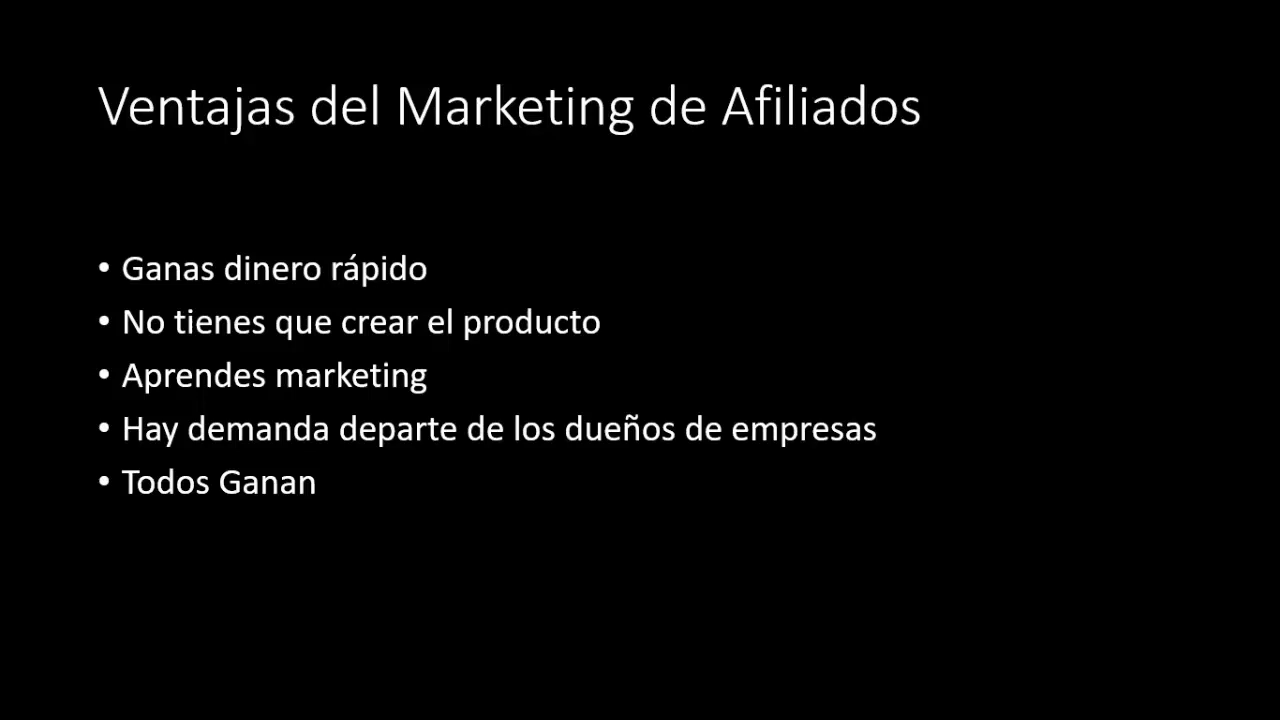 Ventajas del Marketing de Afiliados
• Ganas dinero rápido
• No tienes que crear el producto
• Aprendes marketing
• Hay demanda departe de los dueños de empresas
• Todos Ganan